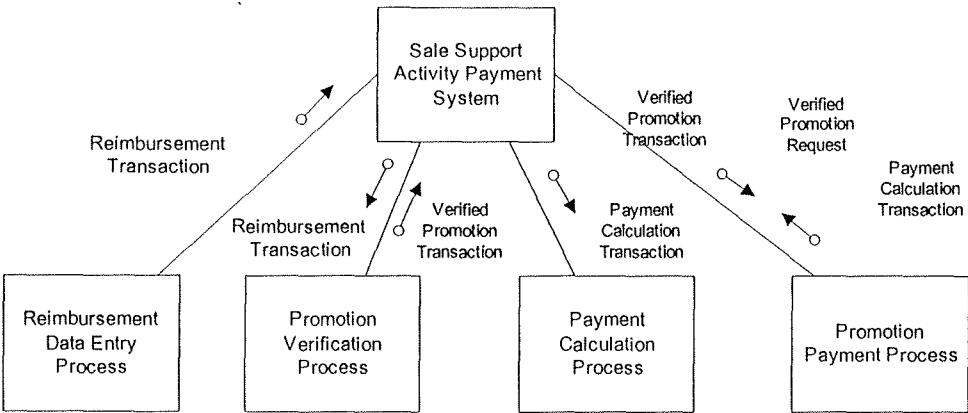 Sale Support
Activity Payment
System
Verified
Promotion
Transaction
Verified
Promotion
Request
Reimbursement
Transaction
Payment
Calculation
Transaction
Reimbursement
Transaction
Verified
Promotion
Transaction
Payment
Calculation
Transaction
Reimbursement
Data Entry
Process
Promotion
Verification
Process
Payment
Calculation
Process
Promotion
Payment Process